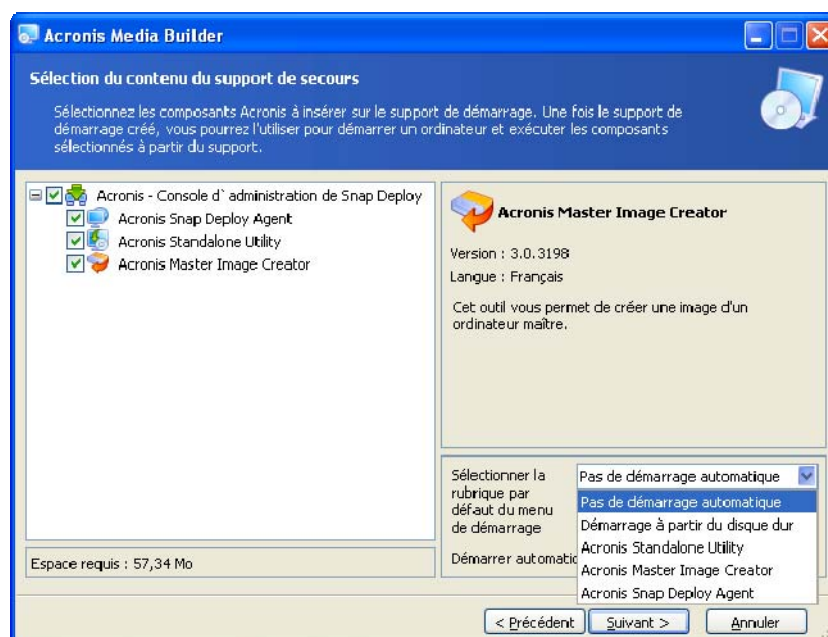 Acronis Media Builder
Sélection du contenu du support de secours
Sélectionnez les composants Acronis à insérer sur le support de démarrage. Une fois le support de
démarrage créé, vous pourrez l'utiliser pour démarrer un ordinateur et exécuter les composants
sélectionnés à partir du support.
Acronis - Console d` administration de Snap Deploy
Acronis Snap Deploy Agent
Acronis Standalone Utility
Acronis Master Image Creator
Espace requis : 57,34 Mo
Acronis Master Image Creator
Version : 3.0.3198
Langue : Français
Cet outil vous permet de créer une image d'un
ordinateur maître.
Sélectionner la
rubrique par
défaut du menu
de démarrage
Pas de démarrage automatique
Pas de démarrage automatique
Démarrage à partir du disque dur
Acronis Standalone Utility
Acronis Master Image Creator
Acronis Snap Deploy Agent
Démarrer
< Précédent
Suivant >
Annuler